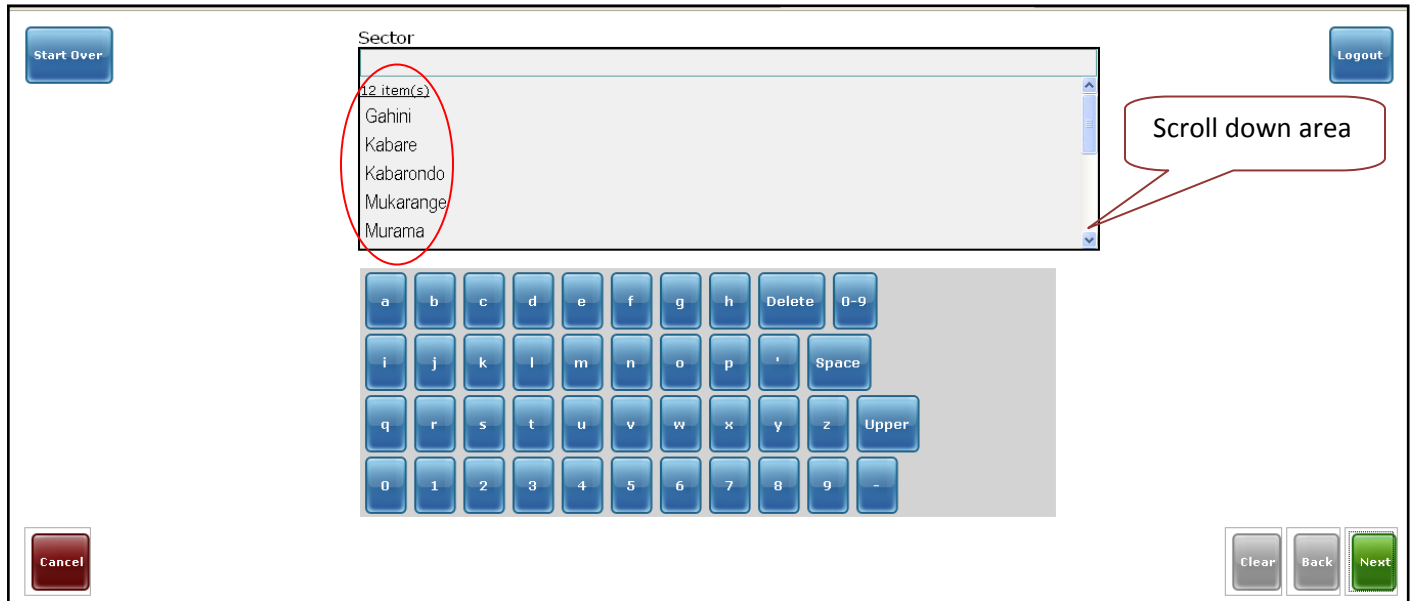 Start Over
Sector
Logout
12 item(s)
Gahini
Kabare
Kabarondo
Mukarange
Murama
Scroll down area
a b c d e f g h Delete 0-9
i j k l m n o p ' Space
q r s t u v w x y z Upper
0 1 2 3 4 5 6 7 8 9 -
Cancel
Clear Back Next